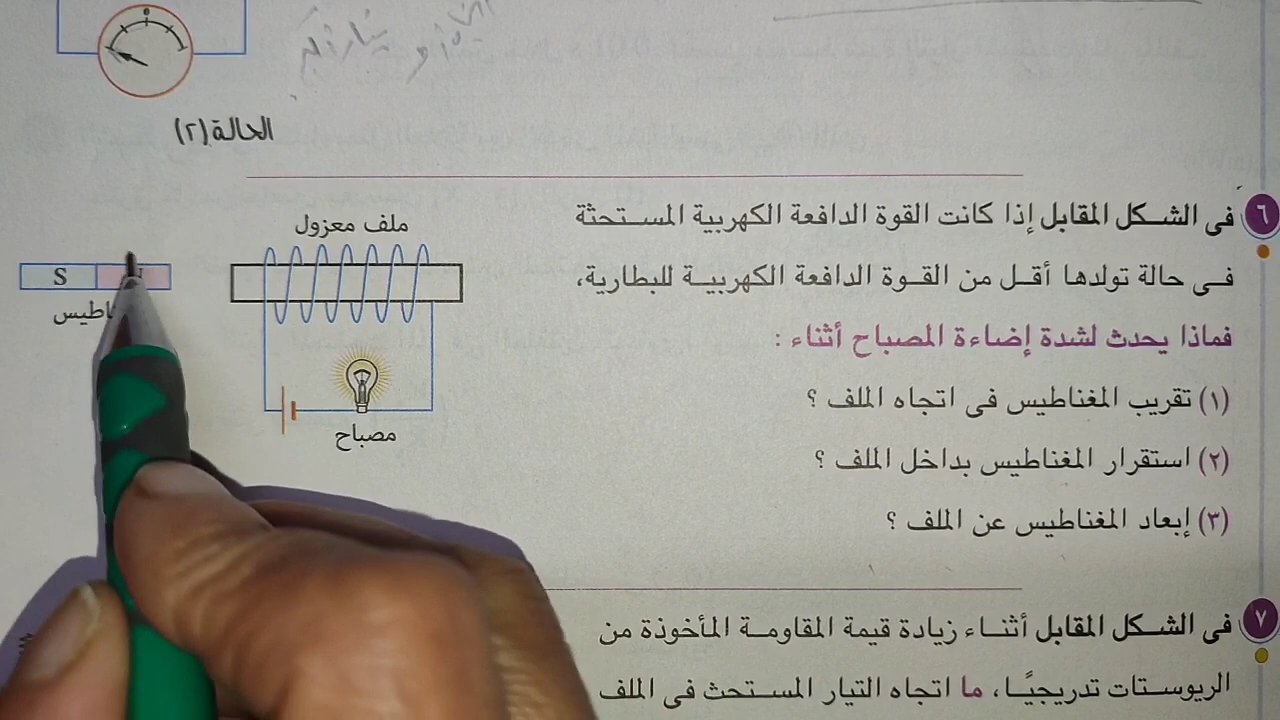 الحالة (٢)
٦ فى الشكل المقابل إذا كانت القوة الدافعة الكهربية المستحثة
فى حالة تولدها أقل من القوة الدافعة الكهربية للبطارية،
فماذا يحدث لشدة إضاءة المصباح أثناء :
(١) تقريب المغناطيس فى اتجاه الملف ؟
(٢) استقرار المغناطيس بداخل الملف ؟
(٣) إبعاد المغناطيس عن الملف ؟
ملف معزول
S
مصباح
٧ فى الشكل المقابل أثناء زيادة قيمة المقاومة المأخوذة من
الريوستات تدريجيًا، ما اتجاه التيار المستحث فى الملف